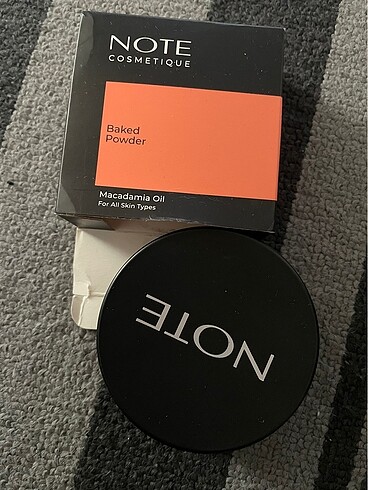 NOTE
COSMETIQUE
Baked
Powder
Macadamia Oil
For All Skin Types
NOTE